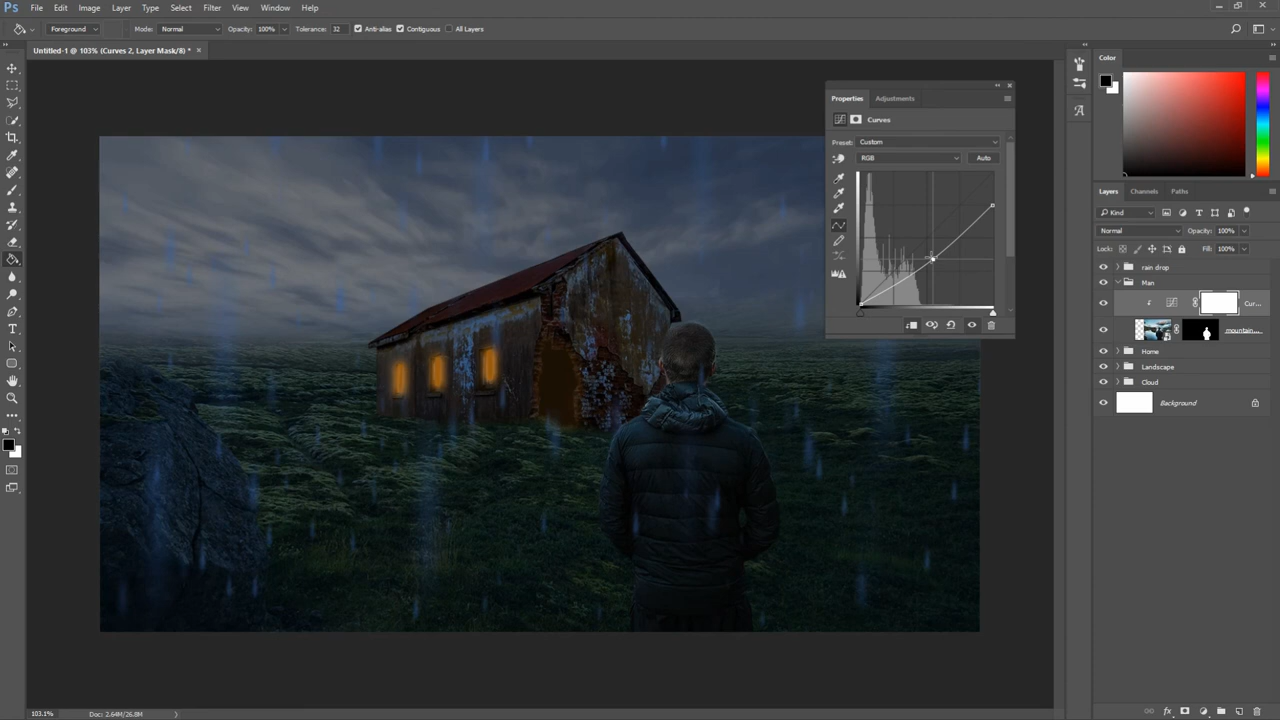 Ps File Edit Image Layer Type Select Filter View Window Help
Foreground Mode: Normal Opacity: 100% Tolerance: 32 Anti-alias Contiguous All Layers
Untitled-1 @ 103% (Curves 2, Layer Mask/8) * ×
Color
Properties Adjustments
Curves
Preset: Custom
RGB Auto
Layers Channels Paths
Kind
Normal Opacity: 100%
Lock: Fill: 100%
rain drop
Man
Cur...
mountain...
Home
Landscape
Cloud
Background
103.1% Doc: 2.64M/26.8M